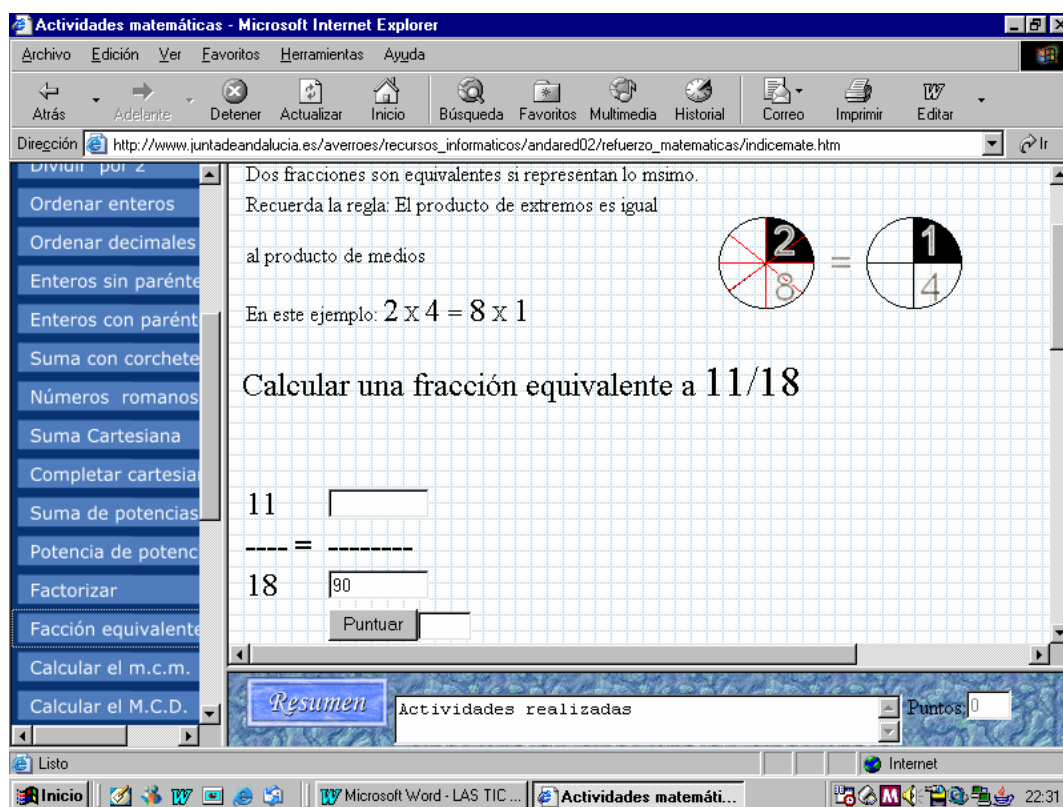 Actividades matemáticas - Microsoft Internet Explorer
Archivo Edición Ver Favoritos Herramientas Ayuda
Atrás Adelante Detener Actualizar Inicio Búsqueda Favoritos Multimedia Historial Correo Imprimir Editar
Dirección http://www.juntadeandalucia.es/averroes/recursos_informaticos/andared02/refuerzo_matematicas/indicemate.htm Ir
Dividir por 2
Ordenar enteros
Ordenar decimales
Enteros sin parénte
Enteros con parént
Suma con corchete
Números romanos
Suma Cartesiana
Completar cartesia
Suma de potencias
Potencia de potenc
Factorizar
Facción equivalente
Calcular el m.c.m.
Calcular el M.C.D.
Dos fracciones son equivalentes si representan lo msimo.
Recuerda la regla: El producto de extremos es igual
al producto de medios
En este ejemplo: 2 x 4 = 8 x 1
2 = 1
8 4
Calcular una fracción equivalente a 11/18
11
---- = --------
18 90
Puntuar
Resumen Actividades realizadas Puntos: 0
Listo Internet
Inicio Microsoft Word - LAS TIC ... Actividades matemáti... 22:31